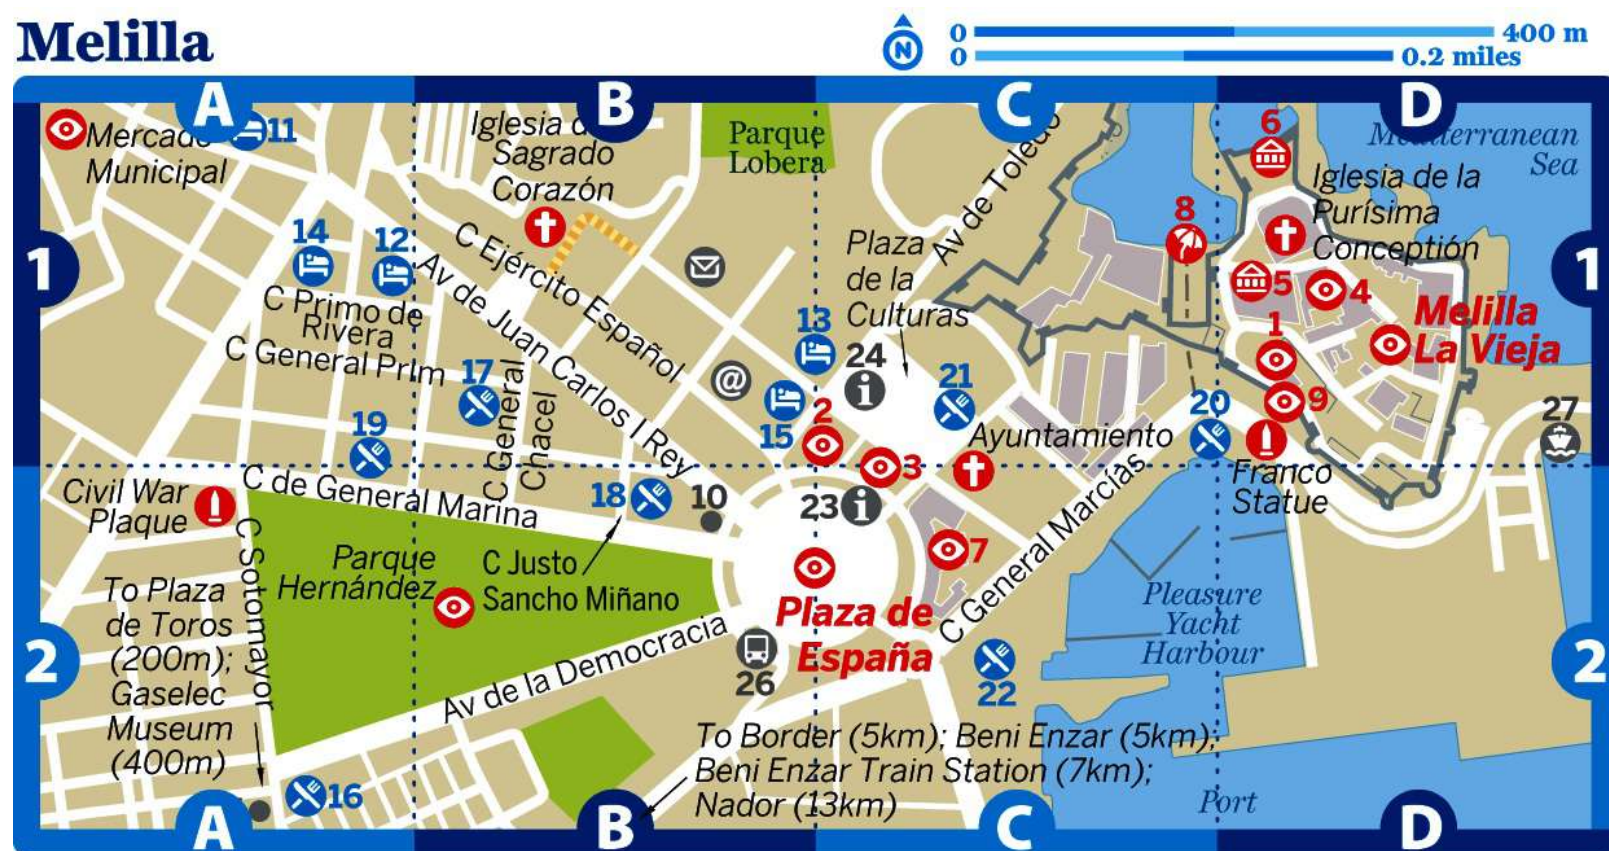 Melilla
N
0 400 m
0 0.2 miles
A B C D
1
2
1
2
A B C D
Mercado
Municipal
11
Iglesia de
Sagrado
Corazón
Parque
Lobera
Av de Toledo
6
Mediterranean
Sea
Iglesia de la
Purísima
Conceptión
8
14
12
C Ejército Español
Plaza
de la
Culturas
5
4
C Primo de
Rivera
Av de Juan Carlos I Rey
C General Prim
13
1
Melilla
La Vieja
17
C General
Chacel
@
24
i
21
15
2
9
20
27
19
Ayuntamiento
3
Franco
Statue
Civil War
Plaque
C de General Marina
18
10
23
i
C General Marcías
C Sotomayor
Parque
Hernández
C Justo
Sancho Miñano
7
To Plaza
de Toros
(200m);
Gaselec
Museum
(400m)
Plaza de
España
Pleasure
Yacht
Harbour
Av de la Democracia
26
22
To Border (5km); Beni Enzar (5km);
Beni Enzar Train Station (7km);
Nador (13km)
16
Port